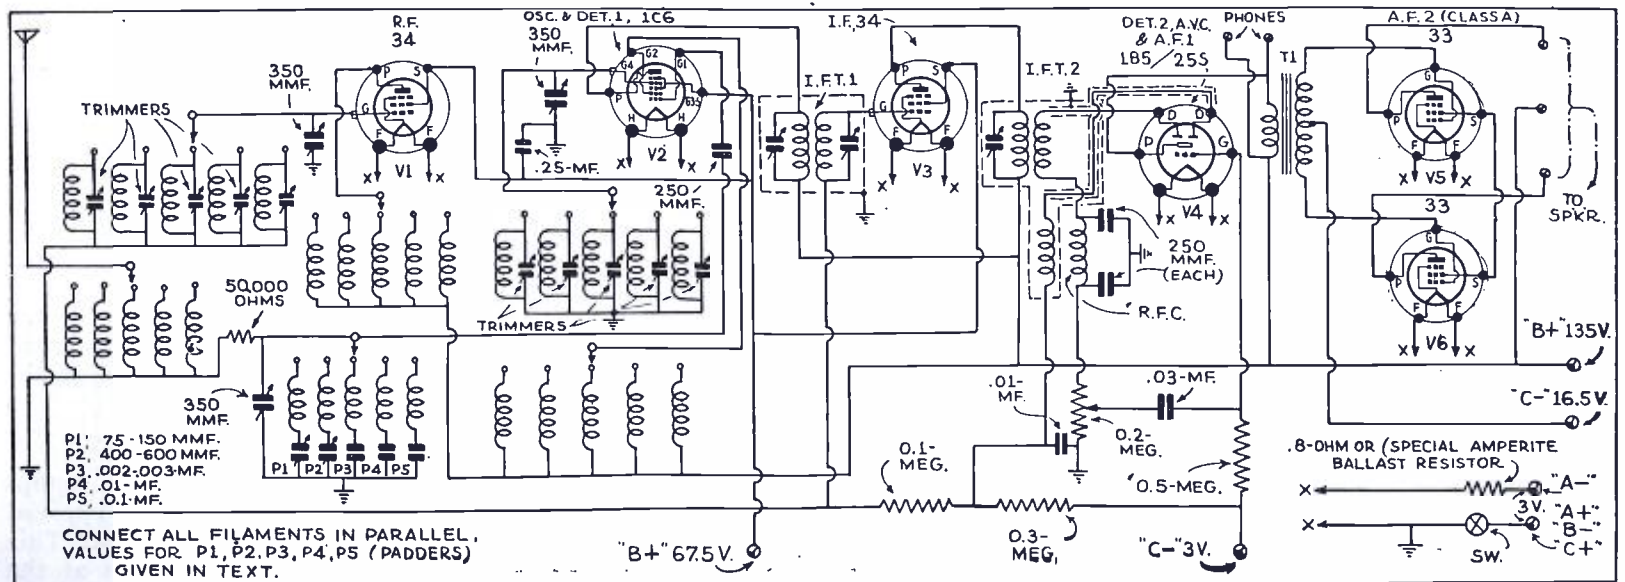 R.F.
34
350
MMF.
TRIMMERS
P
S
G
F
F
X
V1
X
OSC. & DET.1, 1C6
350
MMF.
G4
G2
G1
P
G3,5
H
H
X
V2
X
.25-MF.
250
MMF.
TRIMMERS
I.F.T.1
I.F., 34
P
S
G
F
F
X
V3
X
I.F.T.2
DET.2, A.V.C.
& A.F.1
1B5/25S
D
D
P
G
F
F
X
V4
X
250
MMF.
(EACH)
R.F.C.
PHONES
T1
A.F.2 (CLASS A)
33
G
P
S
F
F
X
V5
X
33
G
P
S
F
F
X
V6
X
TO
SPKR.
"B+" 135V.
"C-" 16.5 V.
50,000
OHMS
350
MMF.
P1
P2
P3
P4
P5
P1, 75-150 MMF.
P2, 400-600 MMF.
P3, .002-.003-MF.
P4, .01-MF.
P5, .0.1-MF.
CONNECT ALL FILAMENTS IN PARALLEL.
VALUES FOR P1, P2, P3, P4, P5 (PADDERS)
GIVEN IN TEXT.
"B+" 67.5 V.
0.1-
MEG.
.01-
MF.
0.3-
MEG.
0.2-
MEG.
.03-MF.
0.5-MEG.
"C-" 3V.
.8-OHM OR (SPECIAL AMPERITE
BALLAST RESISTOR
X
"A-"
3V.
X
SW.
"A+"
"B-"
"C+"